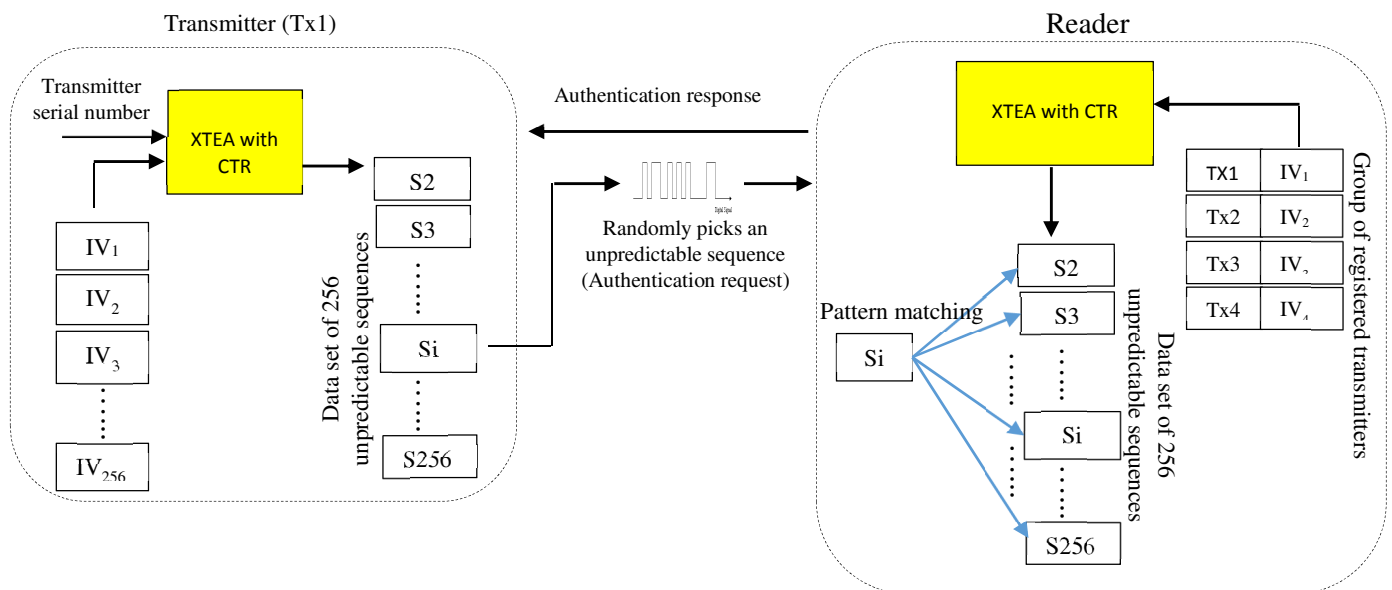 Transmitter (Tx1)
Transmitter
serial number
XTEA with
CTR
IV1
IV2
IV3
IV256
S2
S3
Si
S256
Data set of 256
unpredictable sequences
Authentication response
Digital Signal
Randomly picks an
unpredictable sequence
(Authentication request)
Reader
XTEA with CTR
TX1 IV1
Tx2 IV2
Tx3 IV3
Tx4 IV4
Group of registered transmitters
Pattern matching
Si
S2
S3
Si
S256
Data set of 256
unpredictable sequences